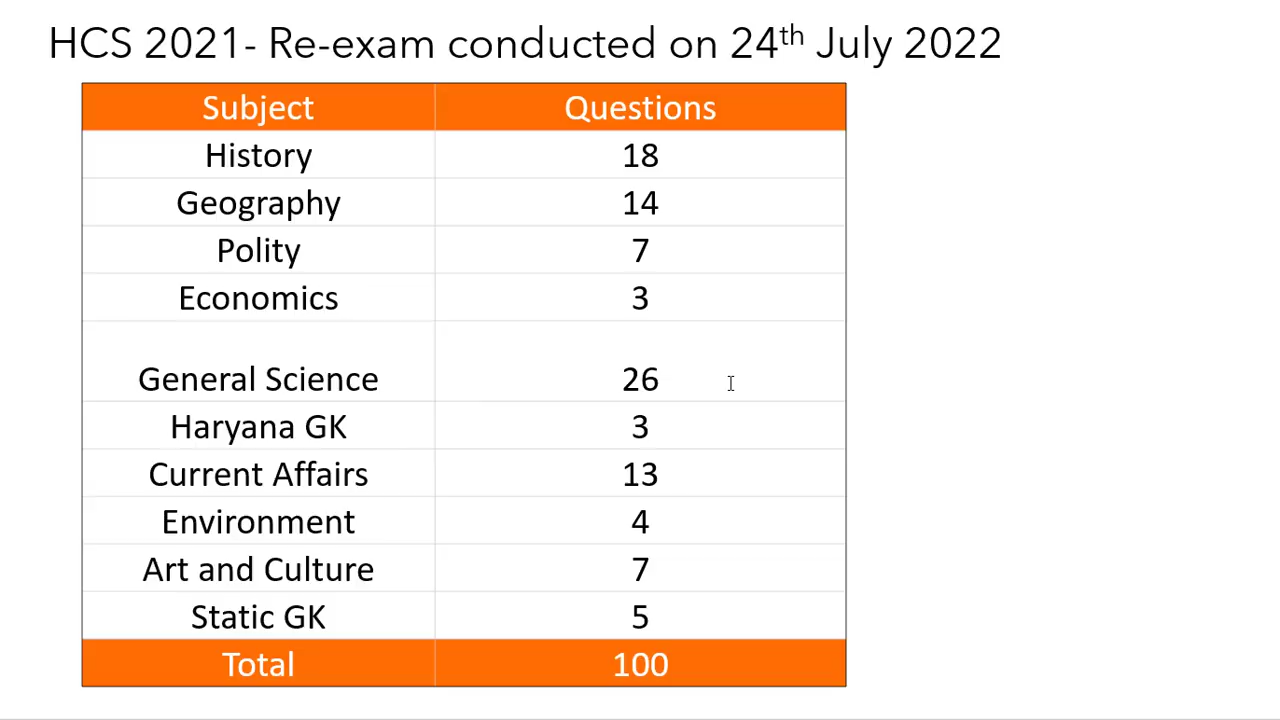 HCS 2021- Re-exam conducted on 24th July 2022
Subject Questions
History 18
Geography 14
Polity 7
Economics 3
General Science 26
Haryana GK 3
Current Affairs 13
Environment 4
Art and Culture 7
Static GK 5
Total 100